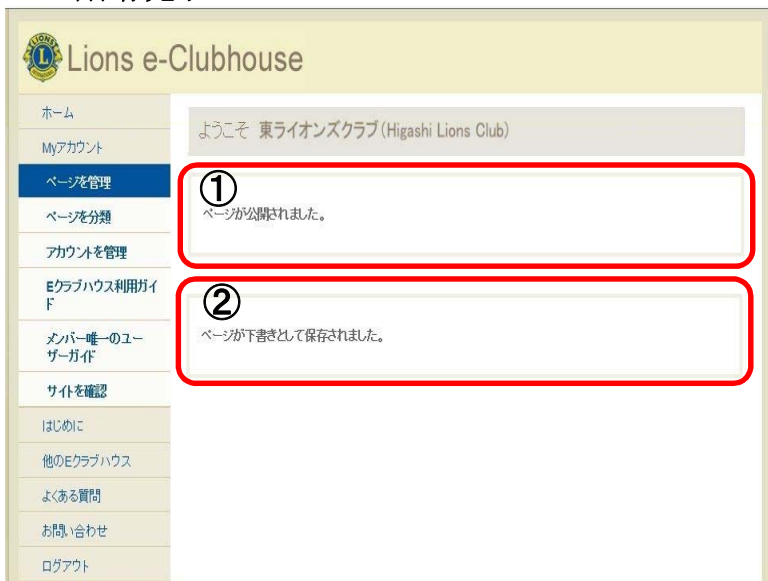 Lions e-Clubhouse
ホーム
Myアカウント
ページを管理
ページを分類
アカウントを管理
Eクラブハウス利用ガイ
ド
メンバー唯一のユー
ザーガイド
サイトを確認
はじめに
他のEクラブハウス
よくある質問
お問い合わせ
ログアウト
ようこそ 東ライオンズクラブ(Higashi Lions Club)
①
ページが公開されました。
②
ページが下書きとして保存されました。